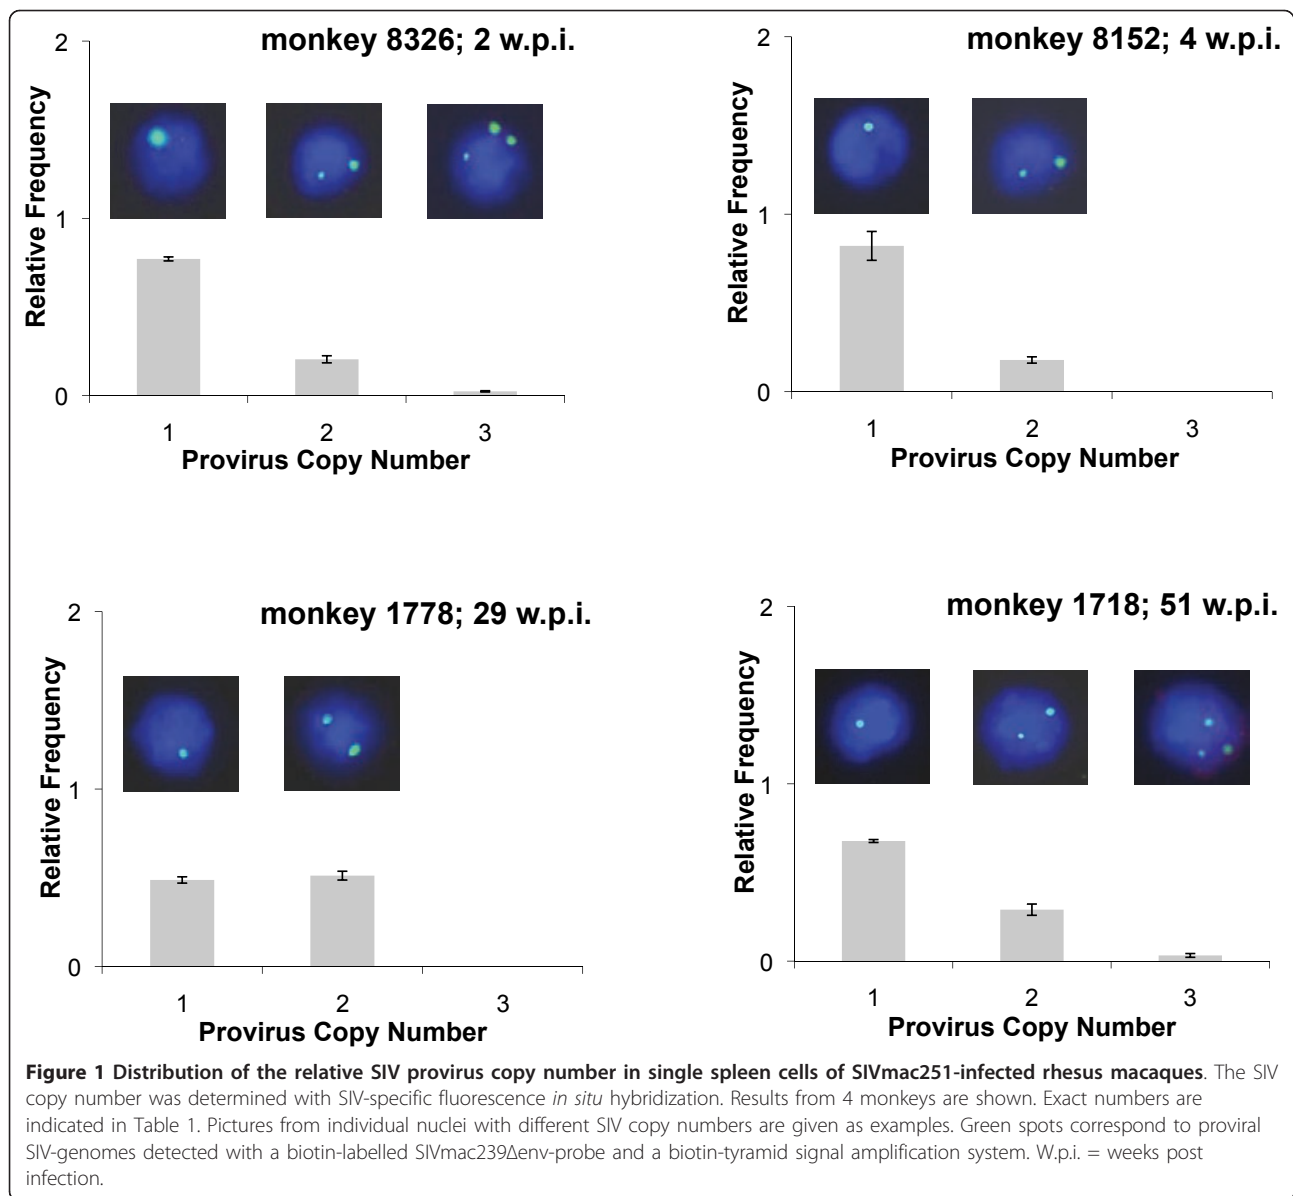 monkey 8326; 2 w.p.i.
2
1
0
Relative Frequency
1 2 3
Provirus Copy Number
monkey 8152; 4 w.p.i.
2
1
0
Relative Frequency
1 2 3
Provirus Copy Number
monkey 1778; 29 w.p.i.
2
1
0
Relative Frequency
1 2 3
Provirus Copy Number
monkey 1718; 51 w.p.i.
2
1
0
Relative Frequency
1 2 3
Provirus Copy Number
Figure 1 Distribution of the relative SIV provirus copy number in single spleen cells of SIVmac251-infected rhesus macaques. The SIV
copy number was determined with SIV-specific fluorescence in situ hybridization. Results from 4 monkeys are shown. Exact numbers are
indicated in Table 1. Pictures from individual nuclei with different SIV copy numbers are given as examples. Green spots correspond to proviral
SIV-genomes detected with a biotin-labelled SIVmac239Δenv-probe and a biotin-tyramid signal amplification system. W.p.i. = weeks post
infection.